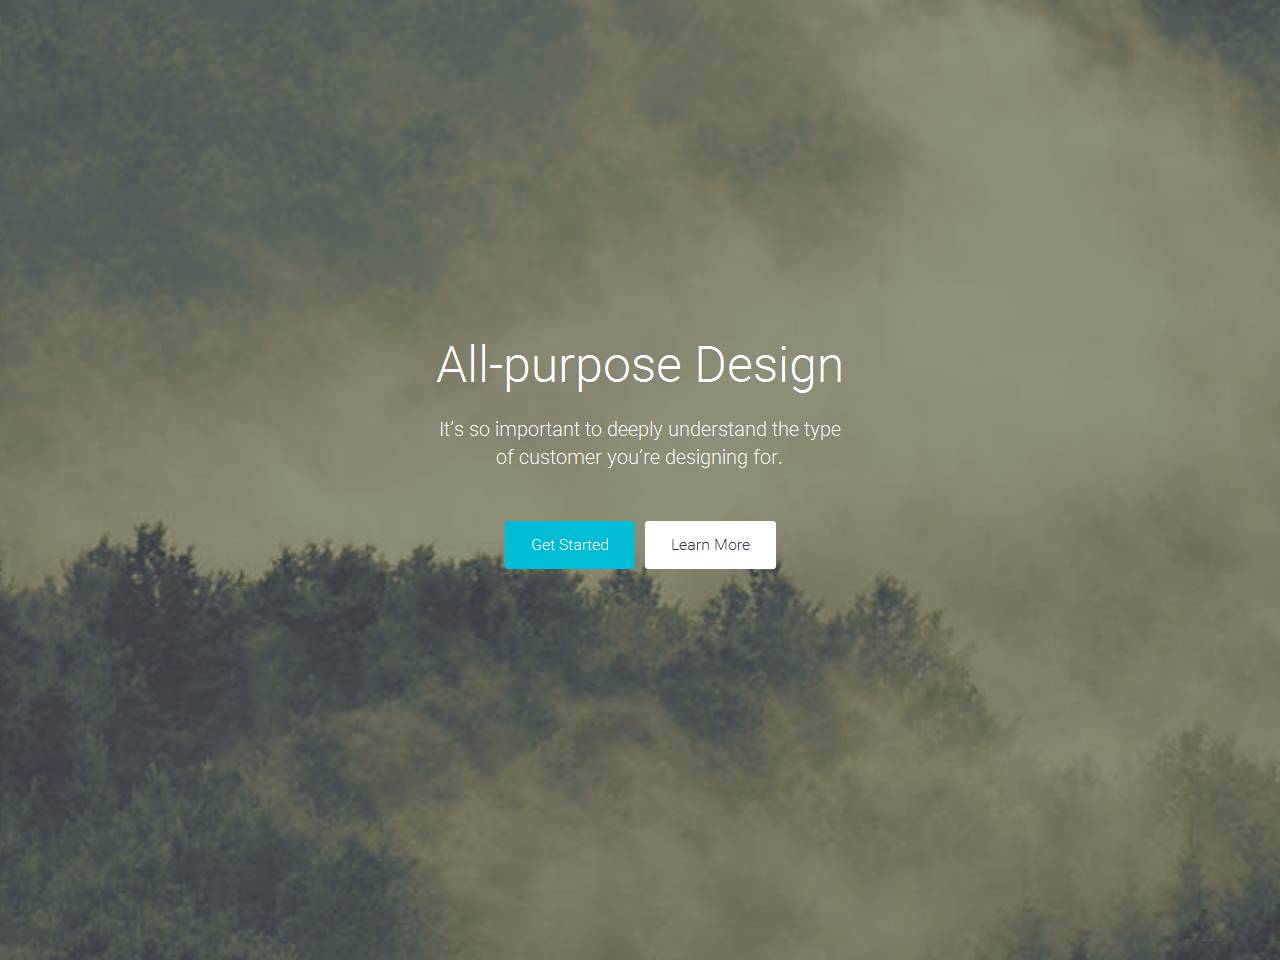 All-purpose Design
It’s so important to deeply understand the type
of customer you’re designing for.
Get Started
Learn More